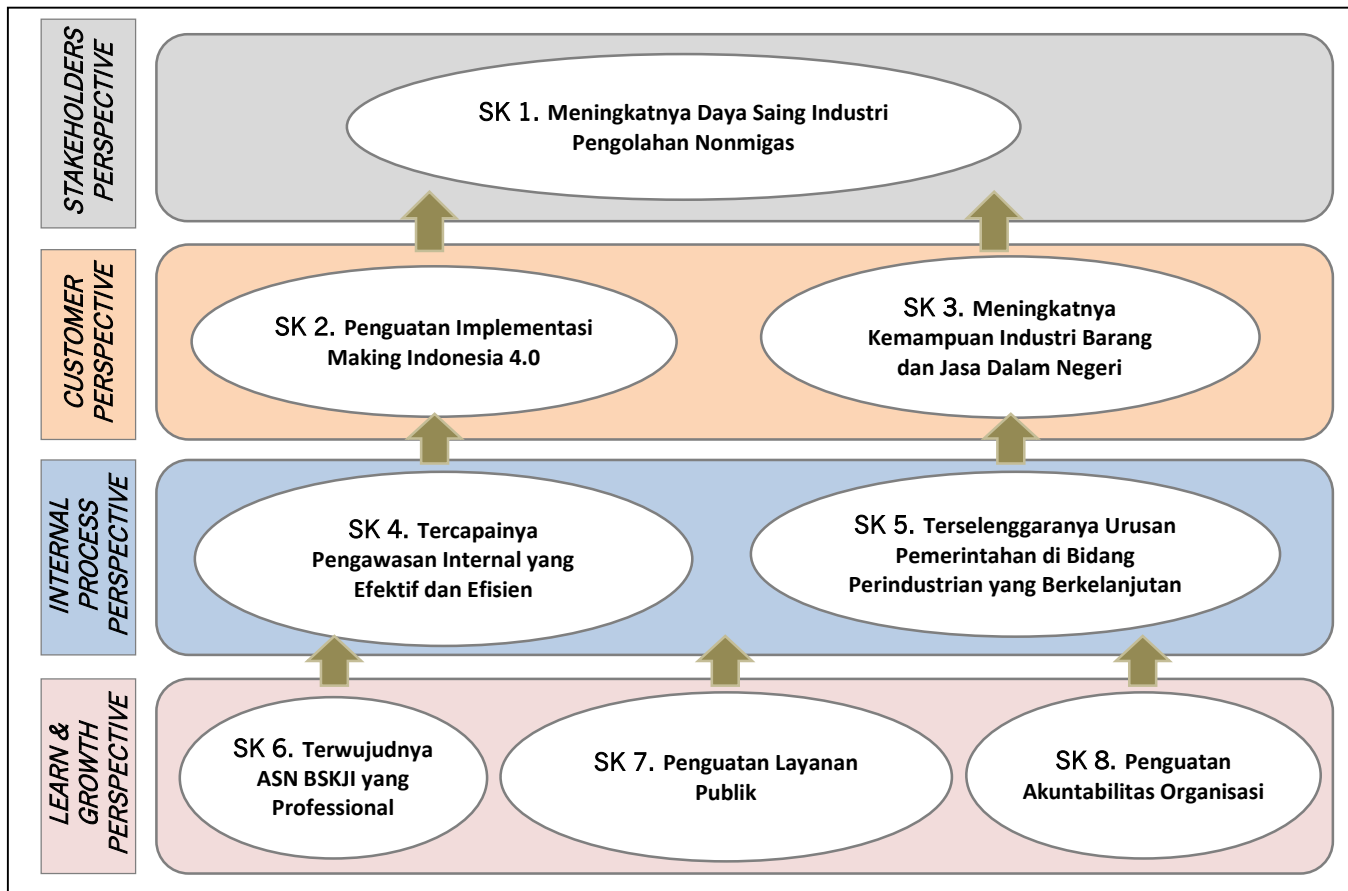 STAKEHOLDERS
PERSPECTIVE
SK 1. Meningkatnya Daya Saing Industri
Pengolahan Nonmigas
CUSTOMER
PERSPECTIVE
SK 2. Penguatan Implementasi
Making Indonesia 4.0
SK 3. Meningkatnya
Kemampuan Industri Barang
dan Jasa Dalam Negeri
INTERNAL
PROCESS
PERSPECTIVE
SK 4. Tercapainya
Pengawasan Internal yang
Efektif dan Efisien
SK 5. Terselenggaranya Urusan
Pemerintahan di Bidang
Perindustrian yang Berkelanjutan
LEARN &
GROWTH
PERSPECTIVE
SK 6. Terwujudnya
ASN BSKJI yang
Professional
SK 7. Penguatan Layanan
Publik
SK 8. Penguatan
Akuntabilitas Organisasi